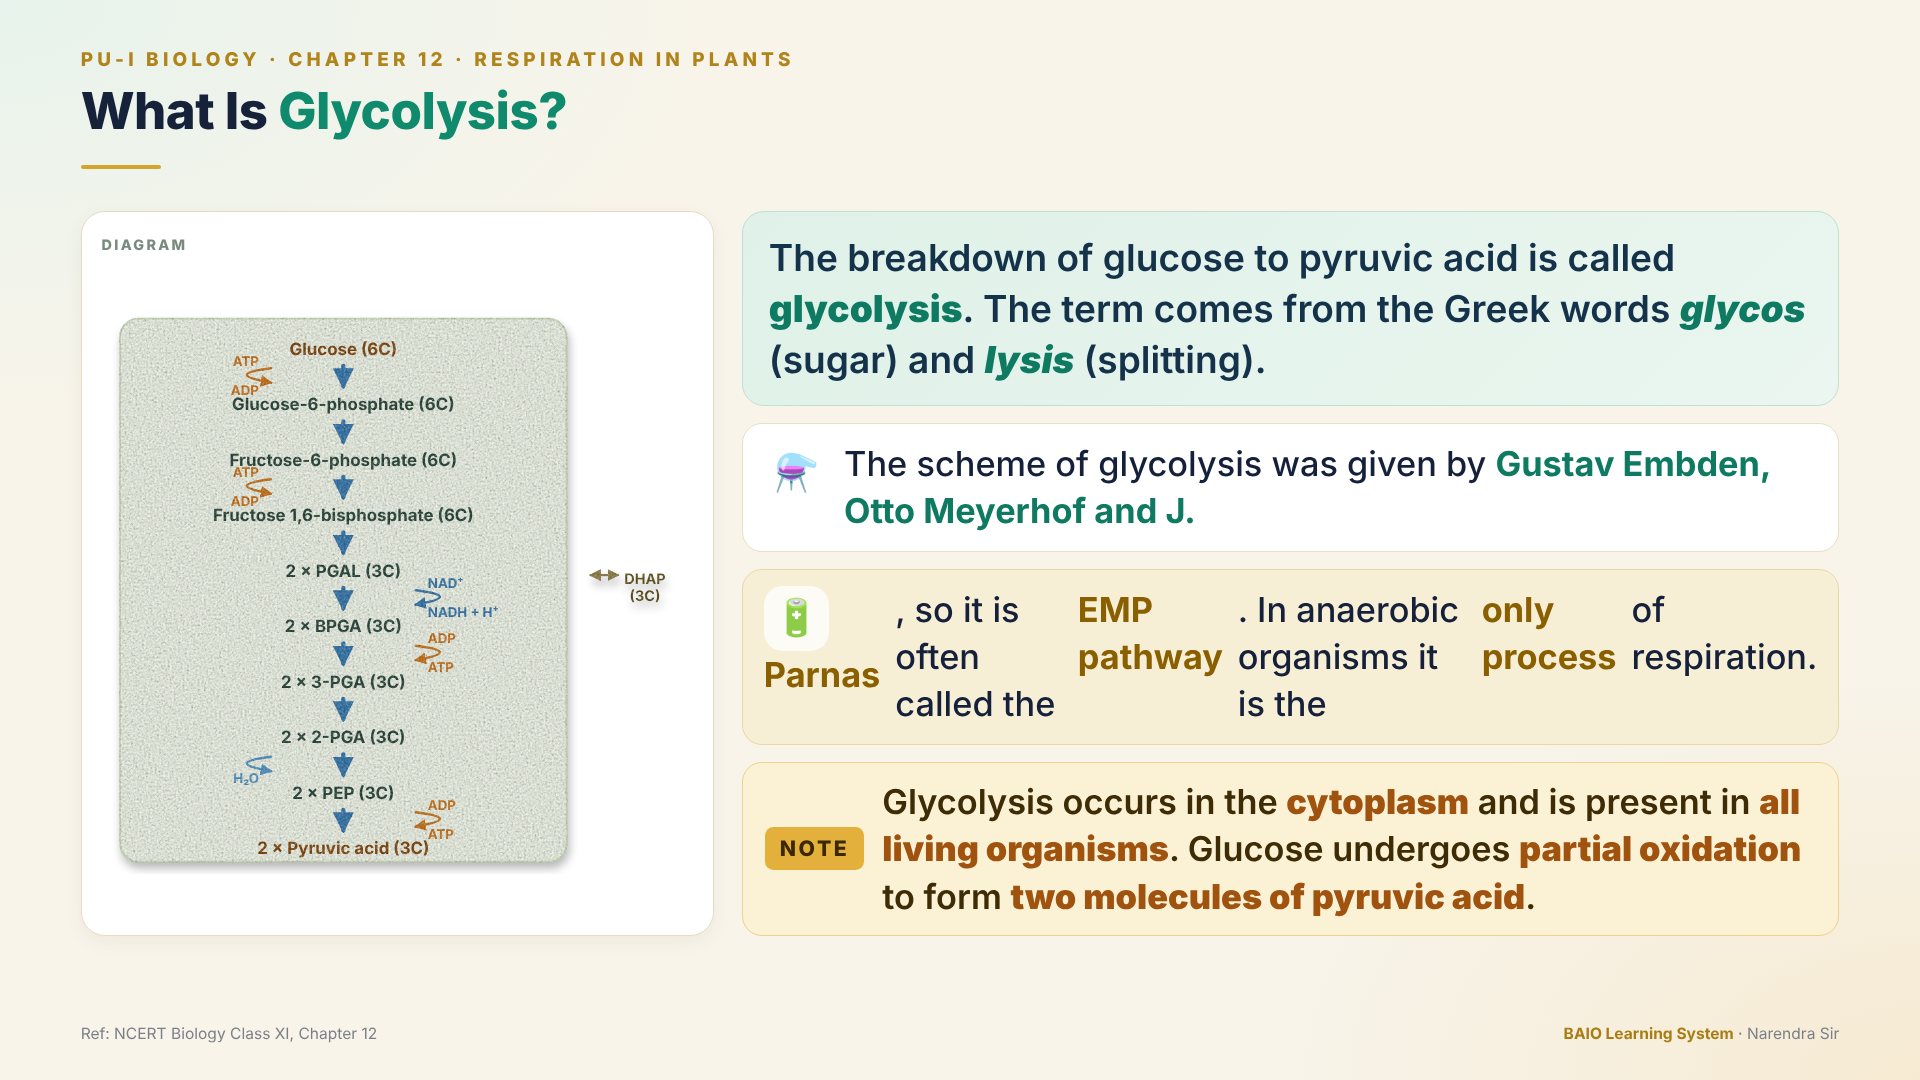 PU-I BIOLOGY · CHAPTER 12 · RESPIRATION IN PLANTS
What Is Glycolysis?
DIAGRAM
Glucose (6C)
ATP
ADP
Glucose-6-phosphate (6C)
Fructose-6-phosphate (6C)
ATP
ADP
Fructose 1,6-bisphosphate (6C)
2 × PGAL (3C)
DHAP
(3C)
NAD⁺
NADH + H⁺
2 × BPGA (3C)
ADP
ATP
2 × 3-PGA (3C)
2 × 2-PGA (3C)
H₂O
2 × PEP (3C)
ADP
ATP
2 × Pyruvic acid (3C)
The breakdown of glucose to pyruvic acid is called
glycolysis. The term comes from the Greek words glycos
(sugar) and lysis (splitting).
The scheme of glycolysis was given by Gustav Embden,
Otto Meyerhof and J.
Parnas
, so it is
often
called the
EMP
pathway
. In anaerobic
organisms it
is the
only
process
of
respiration.
NOTE
Glycolysis occurs in the cytoplasm and is present in all
living organisms. Glucose undergoes partial oxidation
to form two molecules of pyruvic acid.
Ref: NCERT Biology Class XI, Chapter 12
BAIO Learning System · Narendra Sir